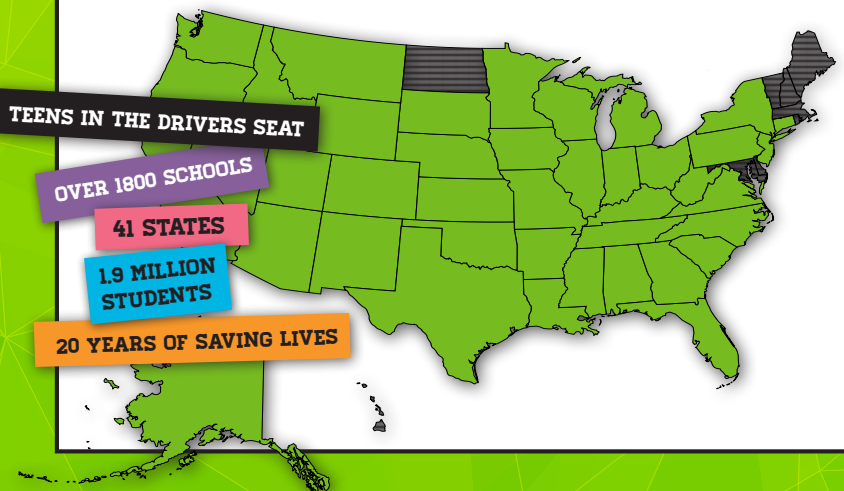 TEENS IN THE DRIVERS SEAT
OVER 1800 SCHOOLS
41 STATES
1.9 MILLION
STUDENTS
20 YEARS OF SAVING LIVES